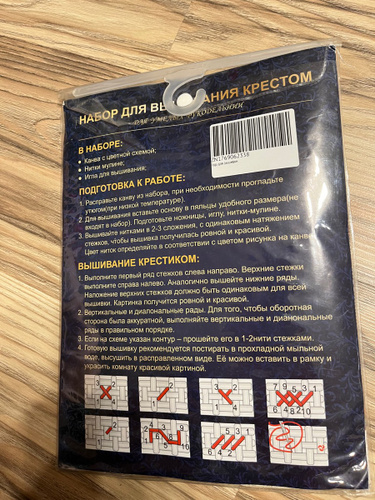 НАБОР ДЛЯ ВЫ ВАНИЯ КРЕСТОМ
ДЛЯ УМЕЛЫХ РУКОДЕЛЬНИЦ
В НАБОРЕ:
• Канва с цветной схемой;
• Нитки мулине;
• Игла для вышивания;
ПОДГОТОВКА К РАБОТЕ:
1. Расправьте канву из набора, при необходимости прогладьте
утюгом(при низкой температуре).
2. Для вышивания вставьте основу в пяльцы удобного размера(не
входят в набор). Подготовьте ножницы, иглу, нитки-мулине.
3. Вышивайте нитками в 2-3 сложения, с одинаковым натяжением
стежков, чтобы вышивка получилась ровной и красивой.
Цвет ниток определяйте в соответствии с цветом рисунка на канве
ВЫШИВАНИЕ КРЕСТИКОМ:
1. Выполните первый ряд стежков слева направо. Верхние стежки
выполните справа налево. Аналогично вышейте нижние ряды.
Наложение верхних стежков должно быть одинаковым для всей
вышивки. Картинка получится ровной и красивой.
2. Вертикальные и диагональные ряды. Для того, чтобы оборотная
сторона была аккуратной, выполняйте вертикальные и диагональные
ряды в правильном порядке.
3. Если на схеме указан контур – прошейте его в 1-2нити стежками.
4. Готовую вышивку рекомендуется постирать в прохладной мыльной
воде, высушить в расправленном виде. Её можно вставить в рамку и
украсить комнату красивой картиной.